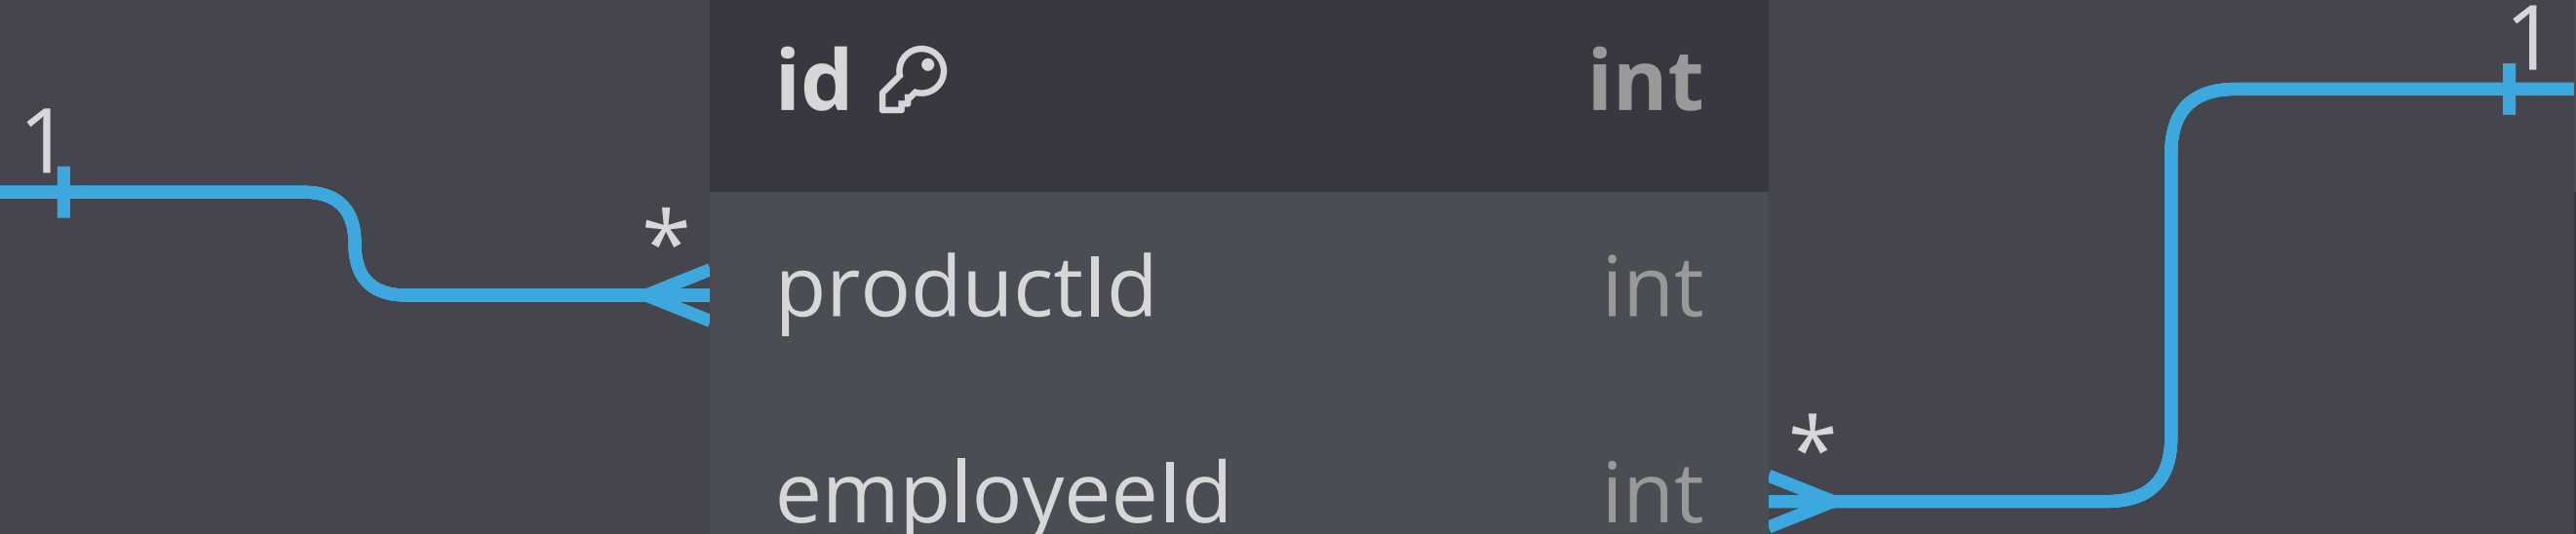 1
id int
1
*
productId int
*
employeeId int